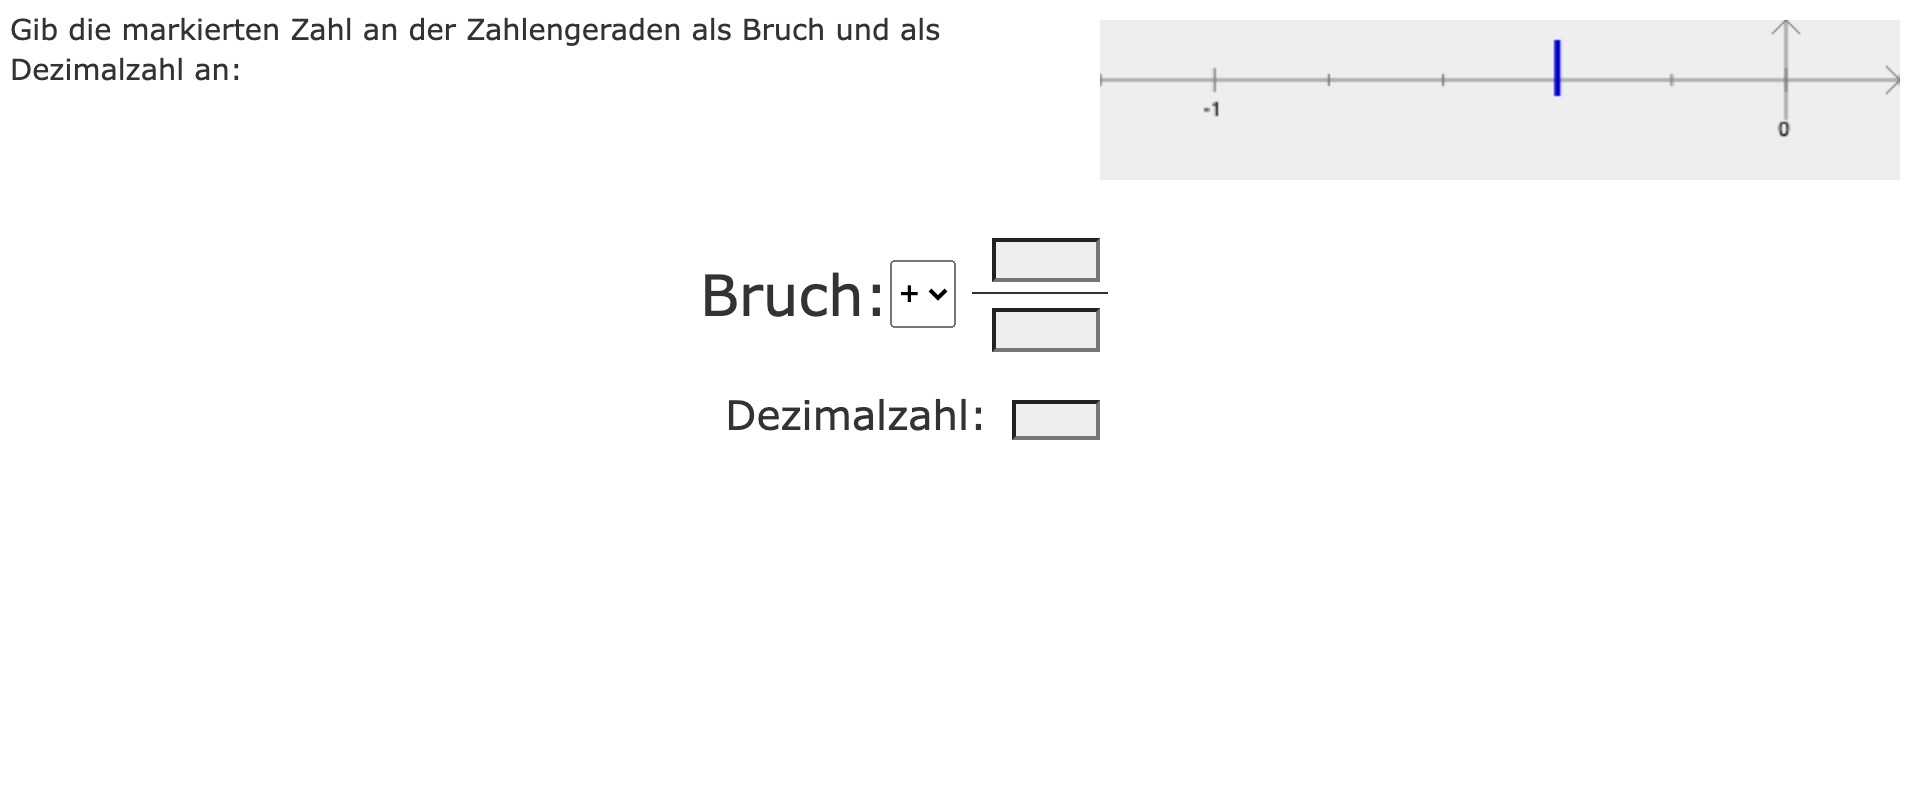 Gib die markierten Zahl an der Zahlengeraden als Bruch und als
Dezimalzahl an:
-1
0
Bruch: +
Dezimalzahl: